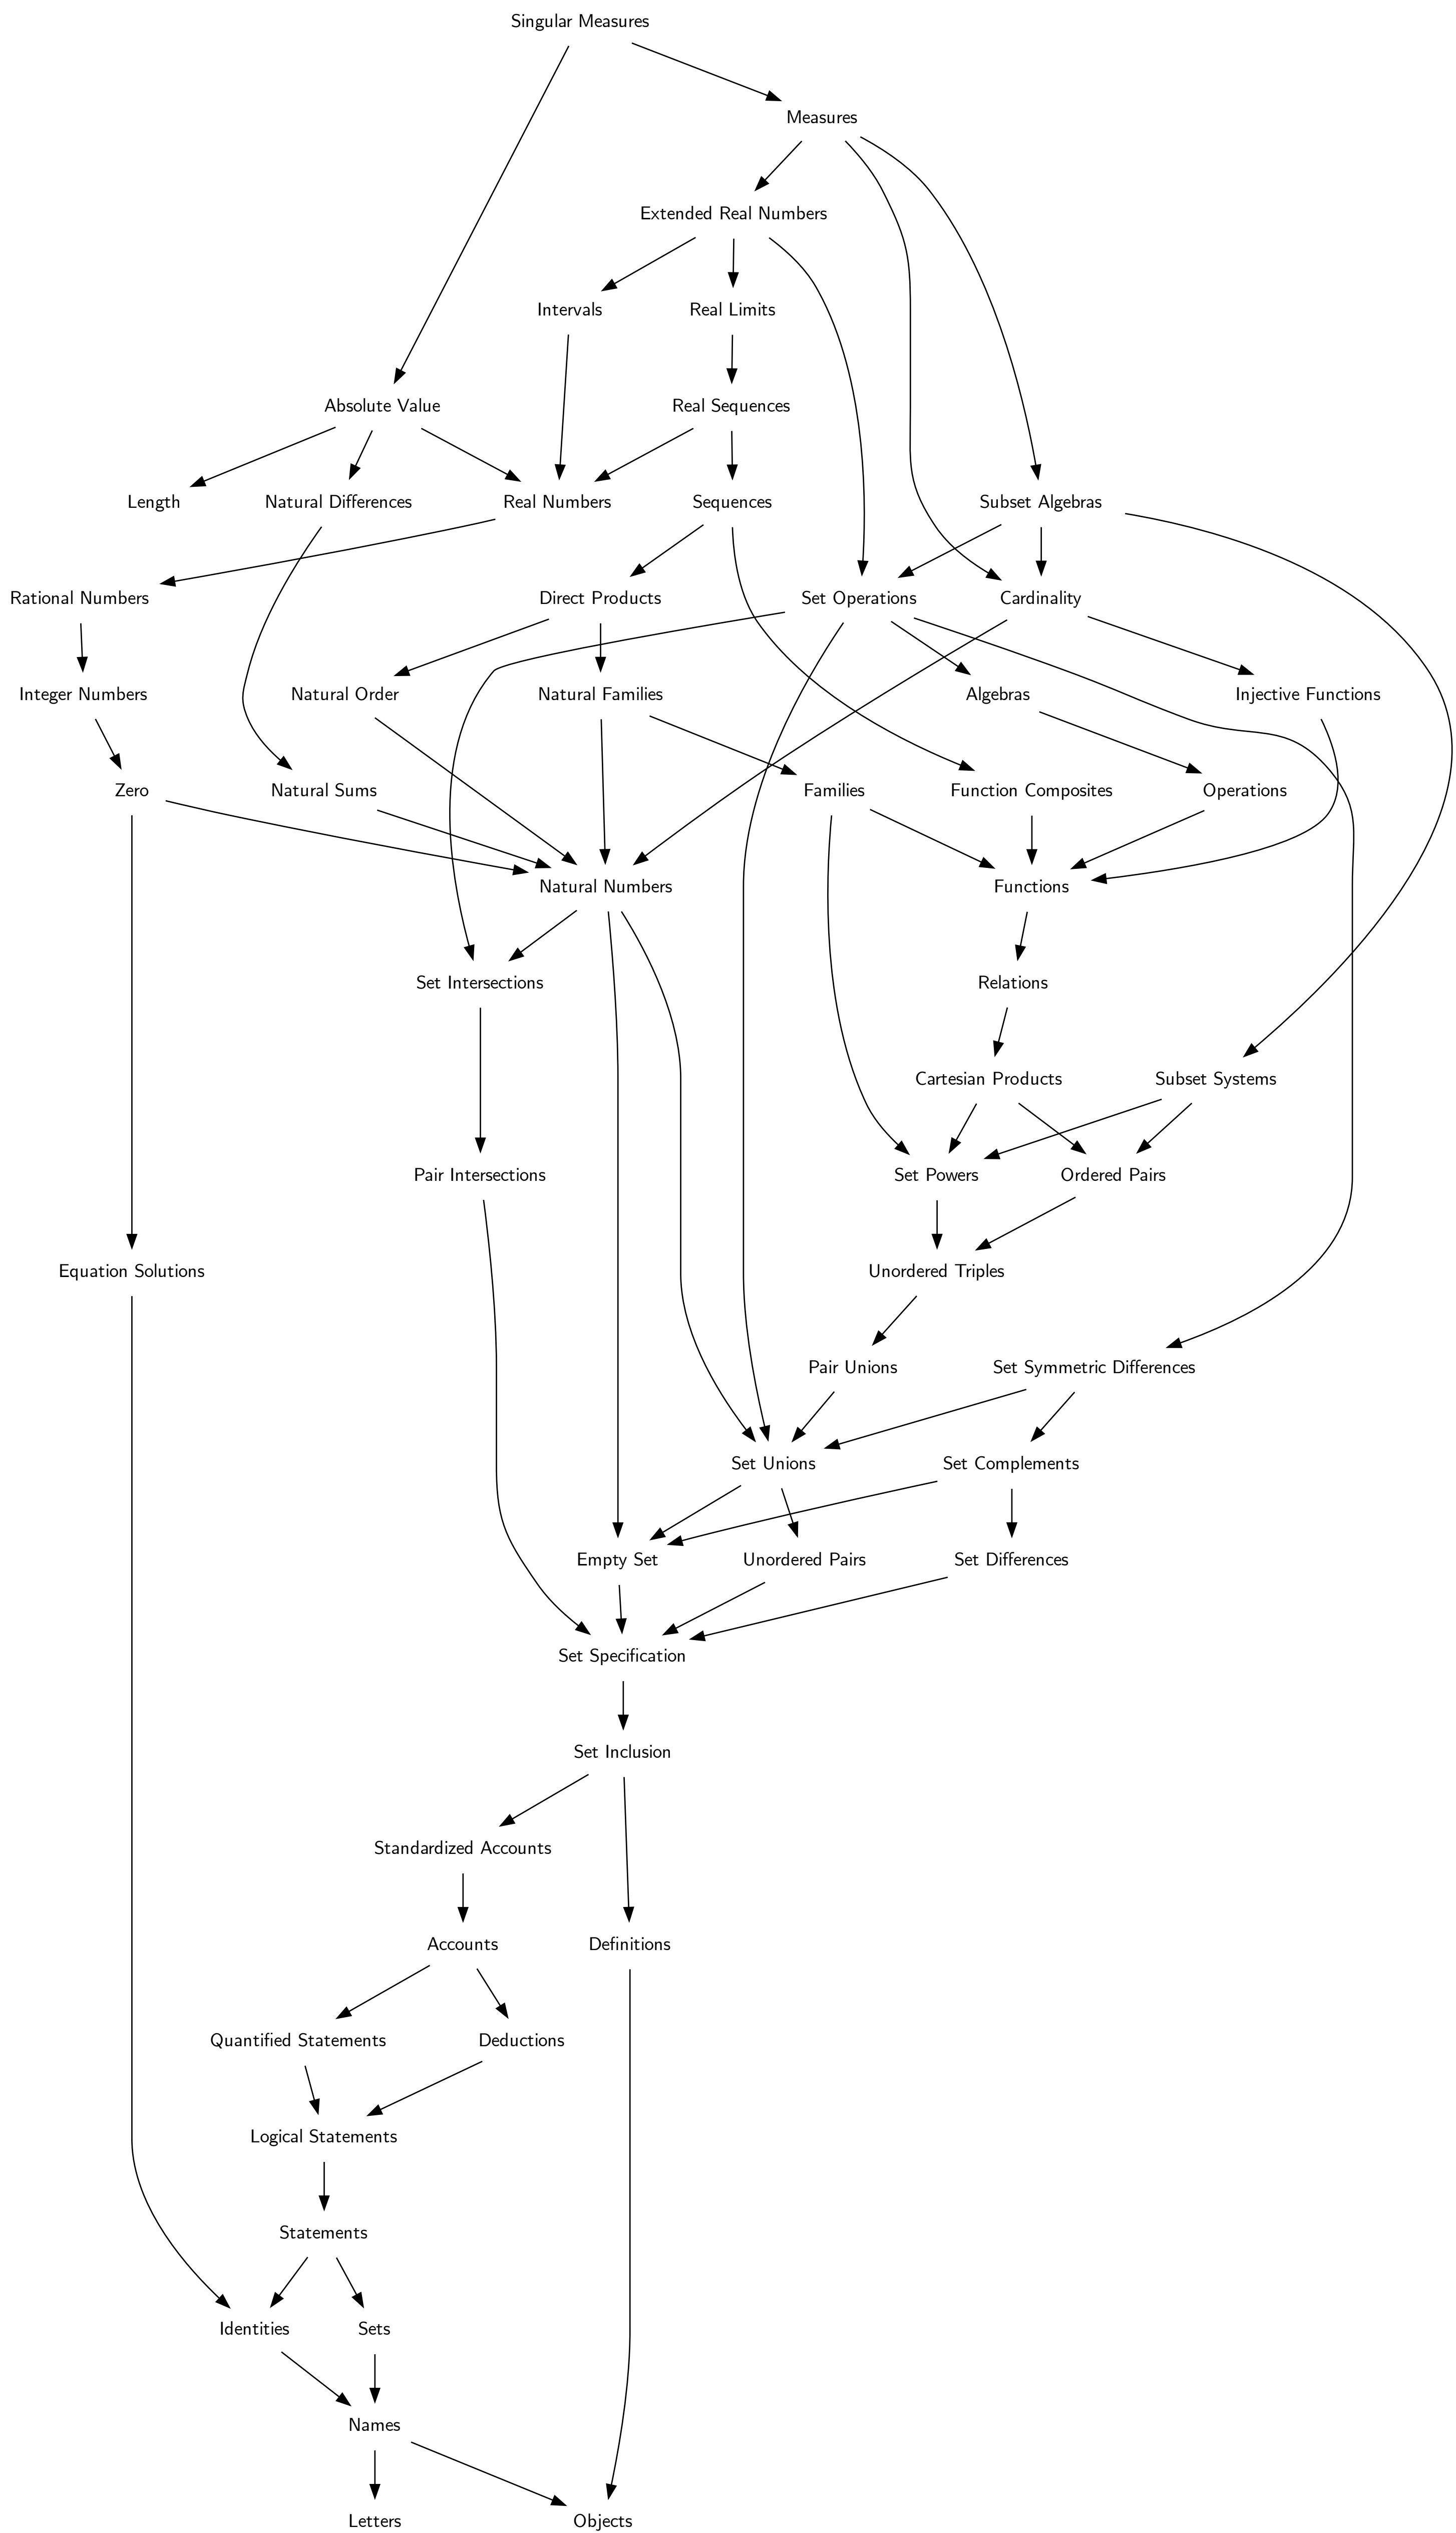 Singular Measures
Measures
Extended Real Numbers
Intervals
Real Limits
Absolute Value
Real Sequences
Length
Natural Differences
Real Numbers
Sequences
Subset Algebras
Rational Numbers
Direct Products
Set Operations
Cardinality
Integer Numbers
Natural Order
Natural Families
Algebras
Injective Functions
Zero
Natural Sums
Families
Function Composites
Operations
Natural Numbers
Functions
Set Intersections
Relations
Cartesian Products
Subset Systems
Pair Intersections
Set Powers
Ordered Pairs
Equation Solutions
Unordered Triples
Pair Unions
Set Symmetric Differences
Set Unions
Set Complements
Empty Set
Unordered Pairs
Set Differences
Set Specification
Set Inclusion
Standardized Accounts
Accounts
Definitions
Quantified Statements
Deductions
Logical Statements
Statements
Identities
Sets
Names
Letters
Objects